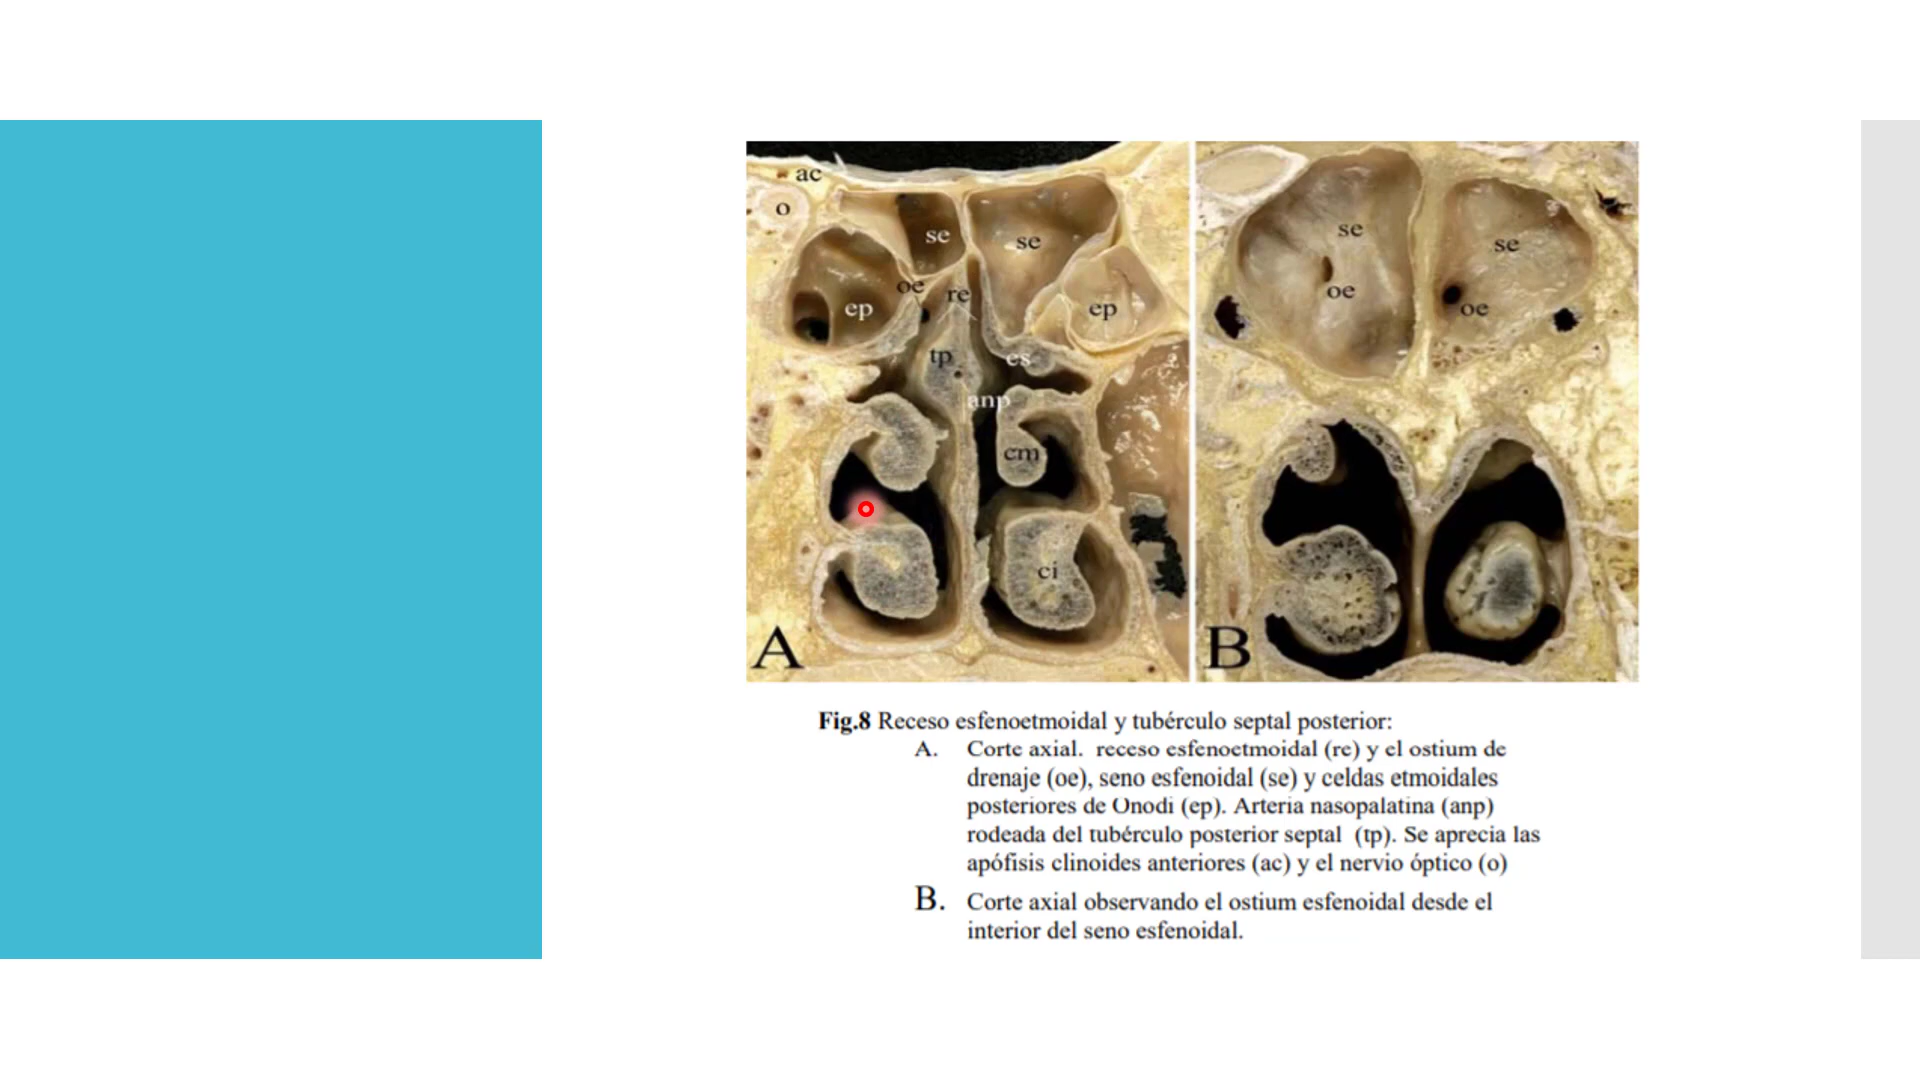 ac
o
se
se
oe
re
ep
ep
tp
es
anp
cm
ci
A
se
se
oe
oe
B
Fig.8 Receso esfenoetmoidal y tubérculo septal posterior:
A. Corte axial. receso esfenoetmoidal (re) y el ostium de
drenaje (oe), seno esfenoidal (se) y celdas etmoidales
posteriores de Onodi (ep). Arteria nasopalatina (anp)
rodeada del tubérculo posterior septal (tp). Se aprecia las
apófisis clinoides anteriores (ac) y el nervio óptico (o)
B. Corte axial observando el ostium esfenoidal desde el
interior del seno esfenoidal.